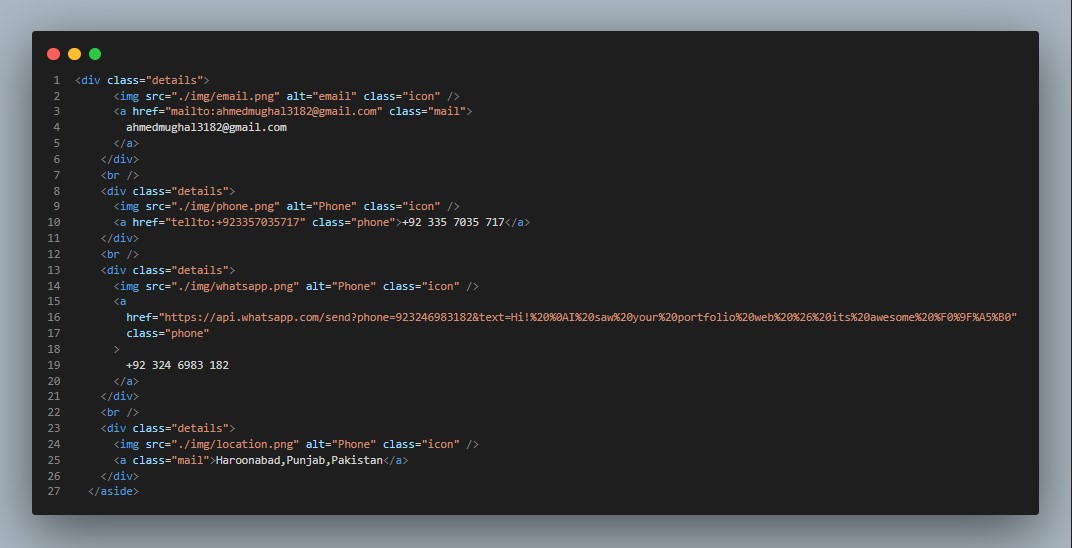 1 <div class="details">
2 <img src="./img/email.png" alt="email" class="icon" />
3 <a href="mailto:ahmedmughal3182@gmail.com" class="mail">
4 ahmedmughal3182@gmail.com
5 </a>
6 </div>
7 <br />
8 <div class="details">
9 <img src="./img/phone.png" alt="Phone" class="icon" />
10 <a href="tellto:+923357035717" class="phone">+92 335 7035 717</a>
11 </div>
12 <br />
13 <div class="details">
14 <img src="./img/whatsapp.png" alt="Phone" class="icon" />
15 <a
16 href="https://api.whatsapp.com/send?phone=923246983182&text=Hi!%20%0AI%20saw%20your%20portfolio%20web%20%26%20its%20awesome%20%F0%9F%A5%B0"
17 class="phone"
18 >
19 +92 324 6983 182
20 </a>
21 </div>
22 <br />
23 <div class="details">
24 <img src="./img/location.png" alt="Phone" class="icon" />
25 <a class="mail">Haroonabad,Punjab,Pakistan</a>
26 </div>
27 </aside>